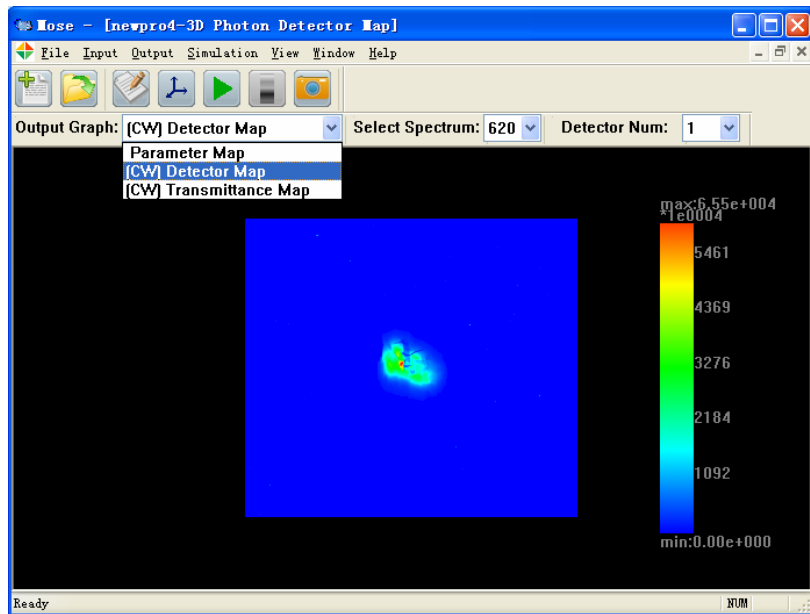 Mose - [newpro4-3D Photon Detector Map]
File Input Output Simulation View Window Help
Output Graph: (CW) Detector Map Select Spectrum: 620 Detector Num: 1
Parameter Map
(CW) Detector Map
(CW) Transmittance Map
max:6.55e+004
*1e0004
5461
4369
3276
2184
1092
min:0.00e+000
Ready NUM